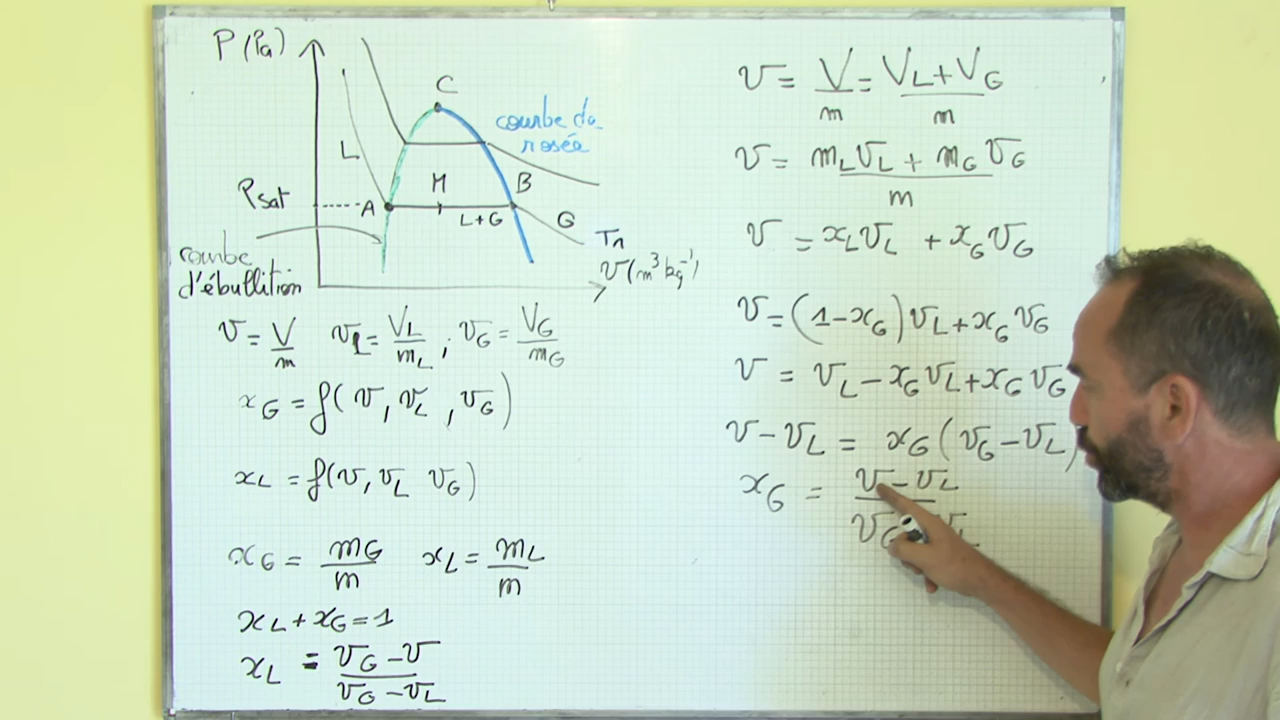 P (Pa)
C
courbe de
rosée
L
M
B
Psat
A
L+G
G
T1
v (m³ kg⁻¹)
courbe
d'ébullition
v = V/m   vL = VL/mL ; vG = VG/mG
xG = f(v, vL, vG)
xL = f(v, vL vG)
xG = mG/m   xL = mL/m
xL + xG = 1
xL = (vG - v)/(vG - vL)
v = V/m = (VL + VG)/m
v = (mL vL + mG vG)/m
v = xL vL + xG vG
v = (1 - xG) vL + xG vG
v = vL - xG vL + xG vG
v - vL = xG (vG - vL)
xG = (v - vL)/(vG vL